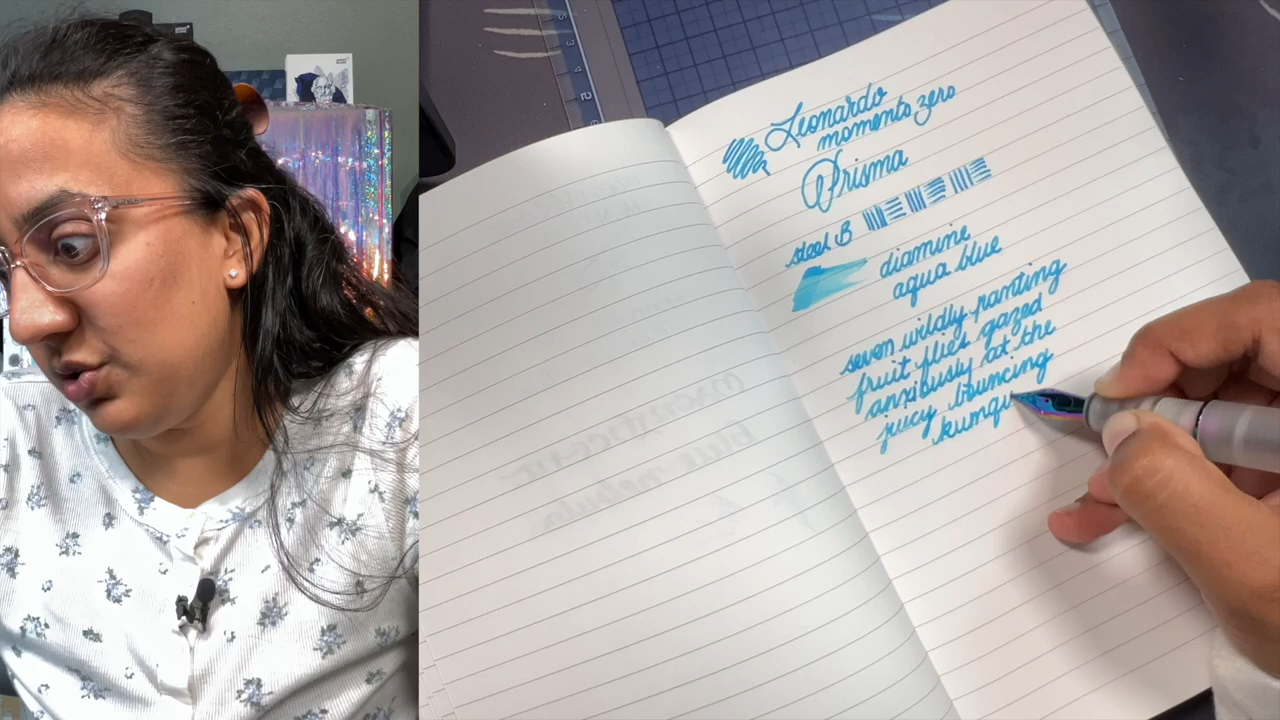 Leonardo
momento zero
Prisma
steel B
diamine
aqua blue
seven wildly panting
fruit flies gazed
anxiously at the
juicy bouncing
kumqu